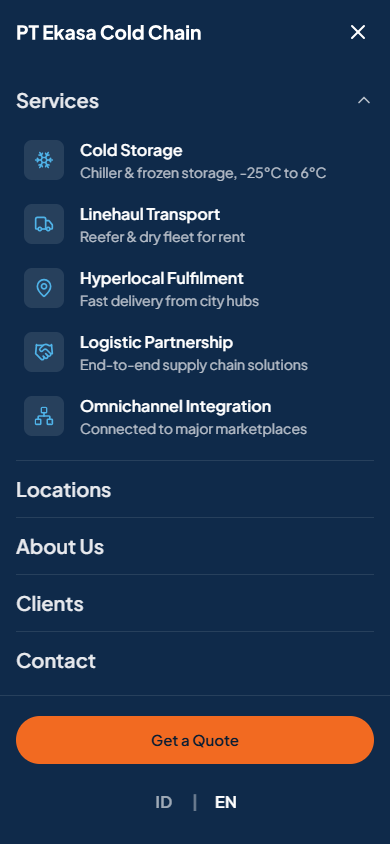 PT Ekasa Cold Chain
Services
Cold Storage
Chiller & frozen storage, -25°C to 6°C
Linehaul Transport
Reefer & dry fleet for rent
Hyperlocal Fulfilment
Fast delivery from city hubs
Logistic Partnership
End-to-end supply chain solutions
Omnichannel Integration
Connected to major marketplaces
Locations
About Us
Clients
Contact
Get a Quote
ID | EN